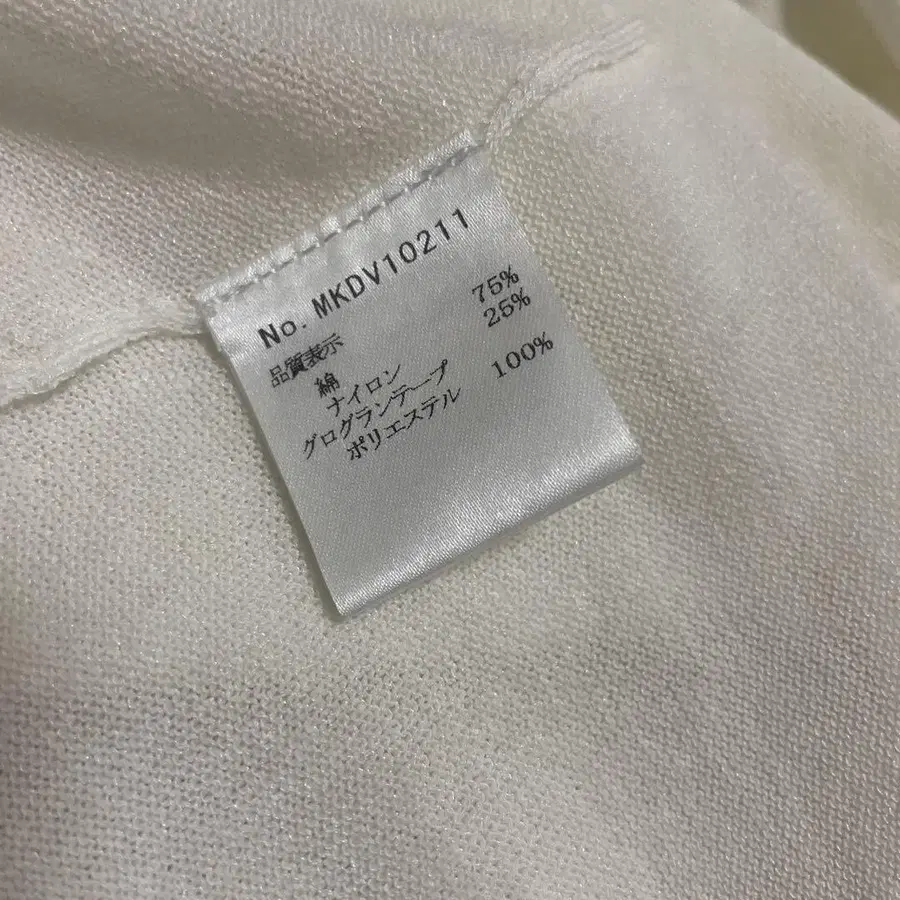 No. MKDV10211
品質表示
綿 75%
ナイロン 25%
グログランテープ
ポリエステル 100%